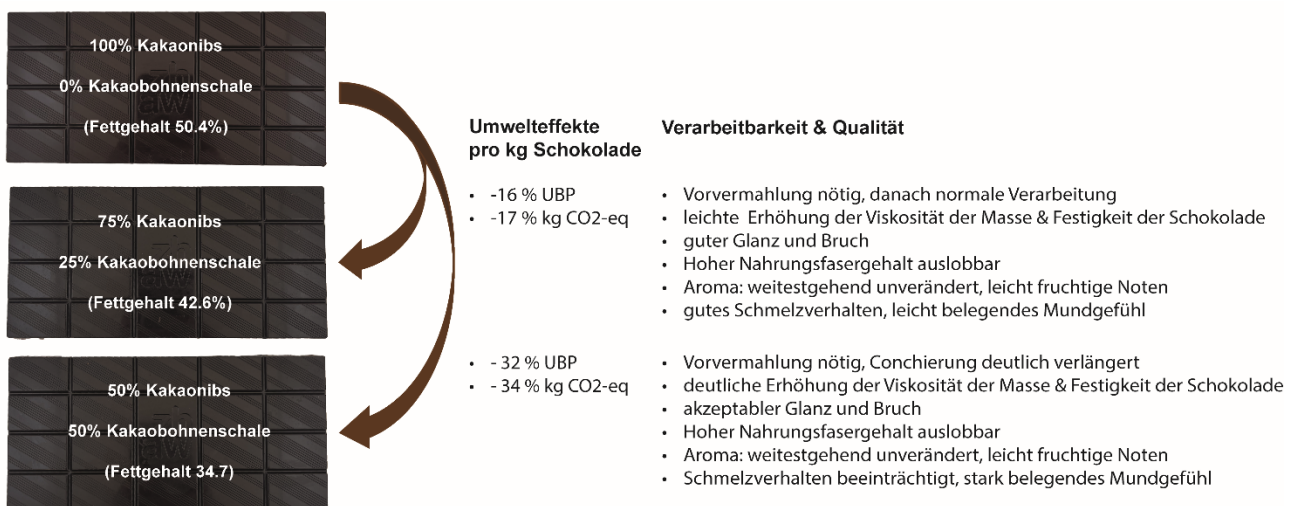 100% Kakaonibs
0% Kakaobohnenschale
(Fettgehalt 50.4%)
75% Kakaonibs
25% Kakaobohnenschale
(Fettgehalt 42.6%)
50% Kakaonibs
50% Kakaobohnenschale
(Fettgehalt 34.7)
Umwelteffekte
pro kg Schokolade
• -16 % UBP
• -17 % kg CO2-eq
• - 32 % UBP
• - 34 % kg CO2-eq
Verarbeitbarkeit & Qualität
• Vorvermahlung nötig, danach normale Verarbeitung
• leichte Erhöhung der Viskosität der Masse & Festigkeit der Schokolade
• guter Glanz und Bruch
• Hoher Nahrungsfasergehalt auslobbar
• Aroma: weitestgehend unverändert, leicht fruchtige Noten
• gutes Schmelzverhalten, leicht belegendes Mundgefühl
• Vorvermahlung nötig, Conchierung deutlich verlängert
• deutliche Erhöhung der Viskosität der Masse & Festigkeit der Schokolade
• akzeptabler Glanz und Bruch
• Hoher Nahrungsfasergehalt auslobbar
• Aroma: weitestgehend unverändert, leicht fruchtige Noten
• Schmelzverhalten beeinträchtigt, stark belegendes Mundgefühl